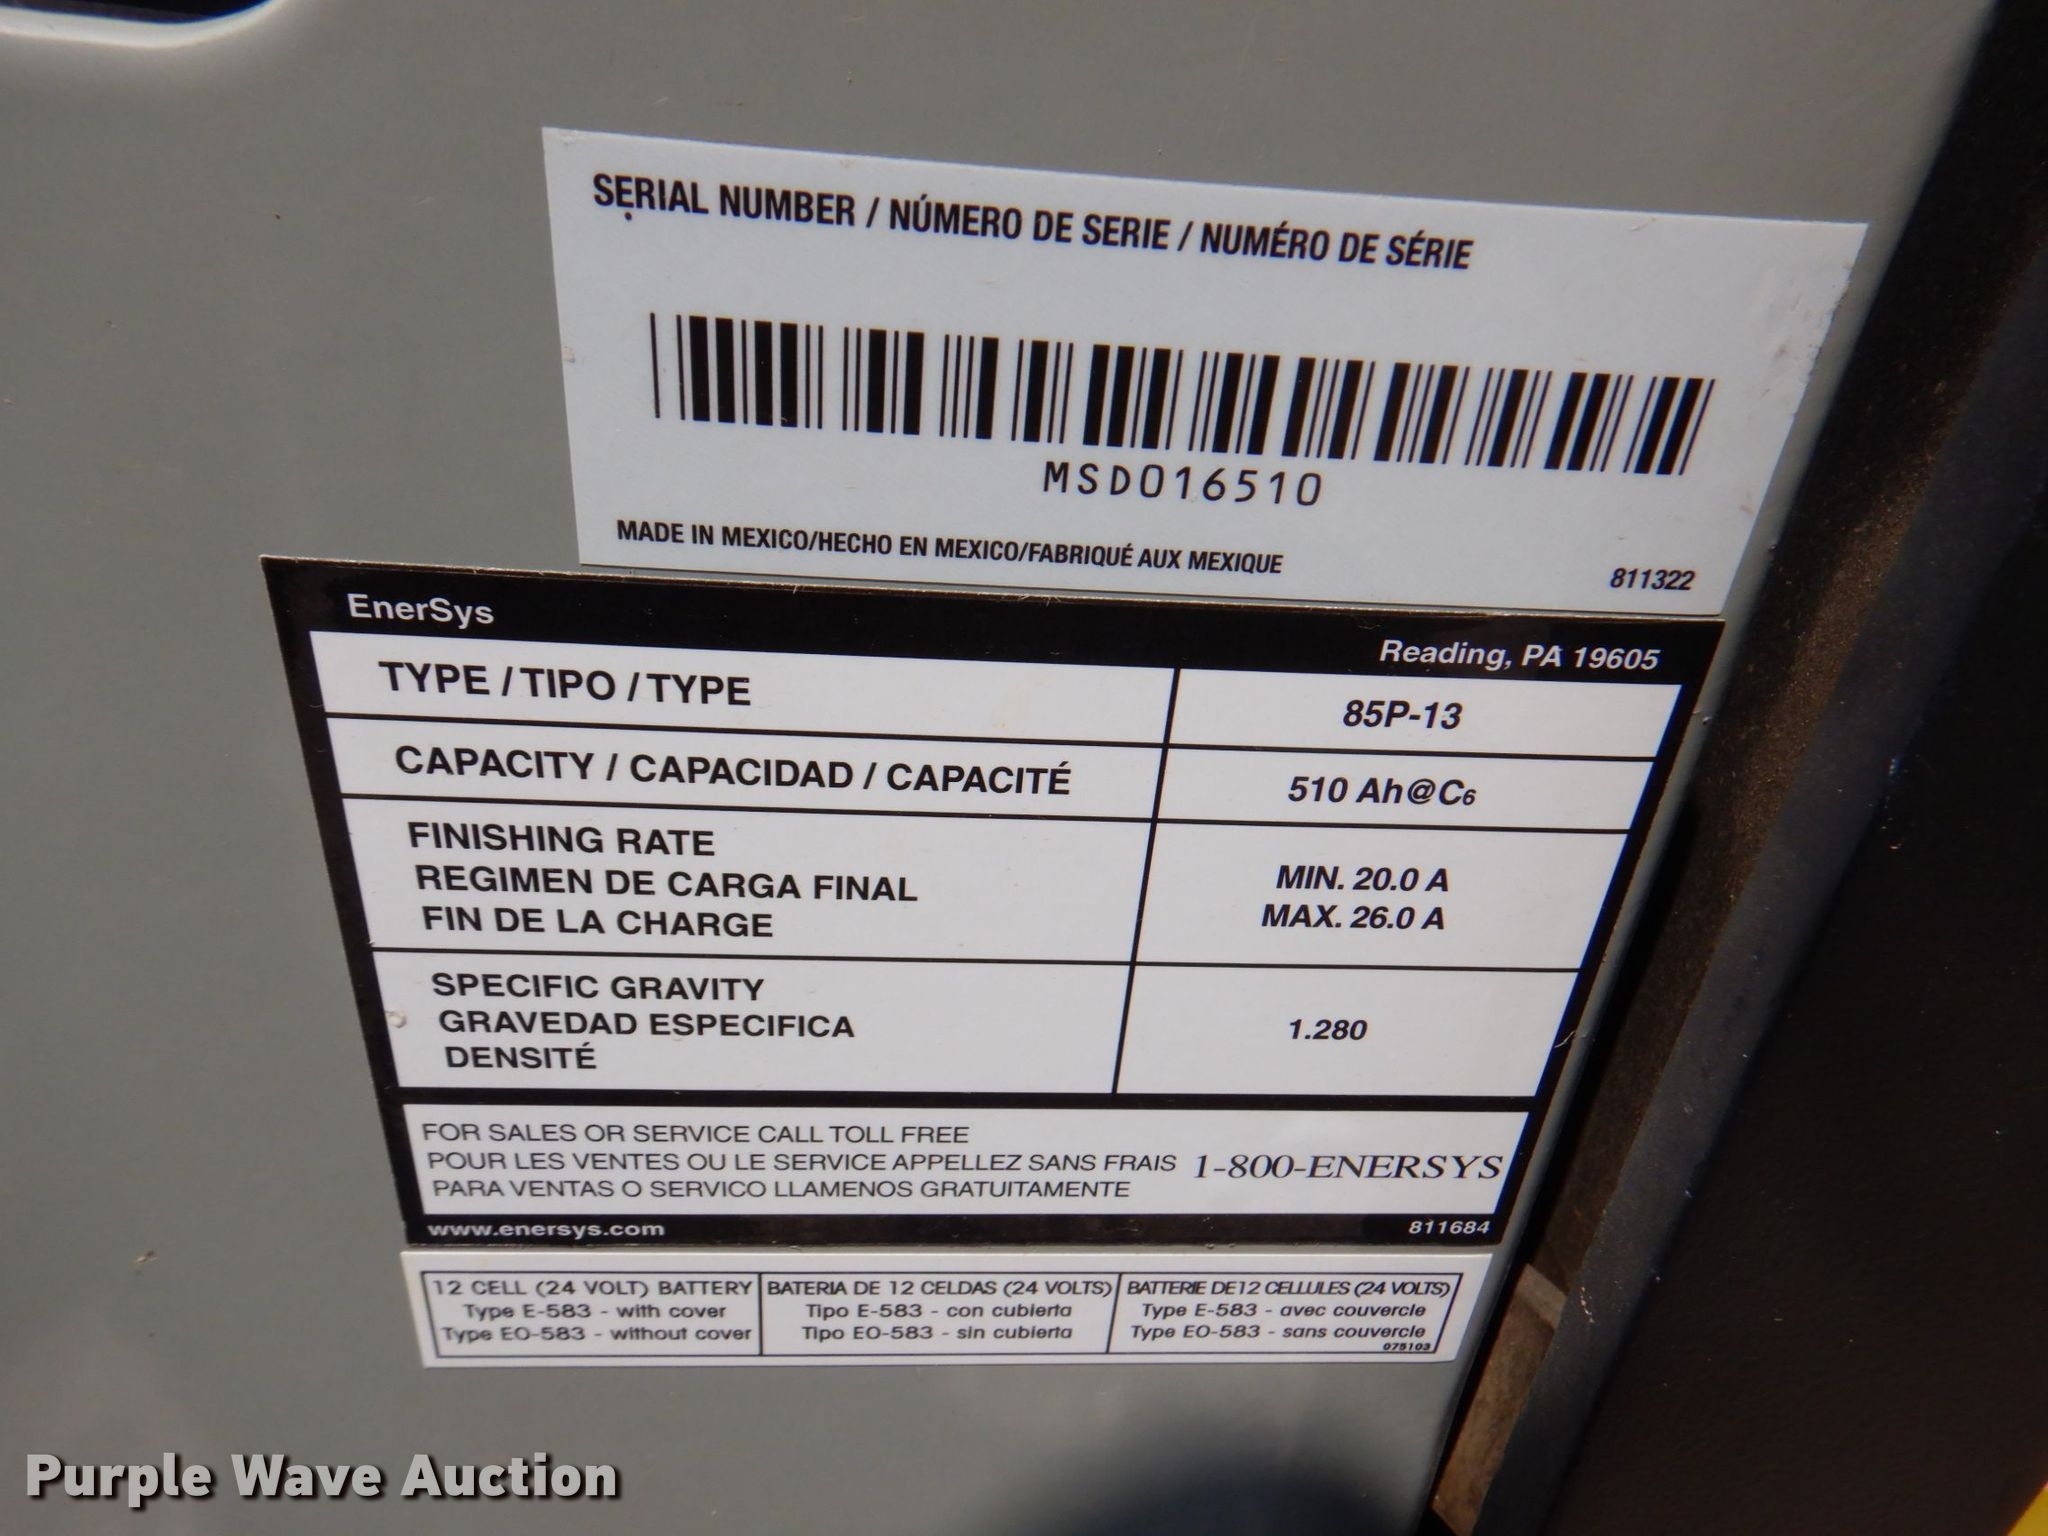 SERIAL NUMBER / NÚMERO DE SERIE / NUMÉRO DE SÉRIE
MSD016510
MADE IN MEXICO/HECHO EN MEXICO/FABRIQUÉ AUX MEXIQUE
811322
EnerSys
Reading, PA 19605
TYPE / TIPO / TYPE
85P-13
CAPACITY / CAPACIDAD / CAPACITÉ
510 Ah@C6
FINISHING RATE
REGIMEN DE CARGA FINAL
FIN DE LA CHARGE
MIN. 20.0 A
MAX. 26.0 A
SPECIFIC GRAVITY
GRAVEDAD ESPECIFICA
DENSITÉ
1.280
FOR SALES OR SERVICE CALL TOLL FREE
POUR LES VENTES OU LE SERVICE APPELLEZ SANS FRAIS
PARA VENTAS O SERVICO LLAMENOS GRATUITAMENTE
1-800-ENERSYS
www.enersys.com
811684
12 CELL (24 VOLT) BATTERY
Type E-583 - with cover
Type EO-583 - without cover
BATERIA DE 12 CELDAS (24 VOLTS)
Tipo E-583 - con cubierta
Tipo EO-583 - sin cubierta
BATTERIE DE 12 CELLULES (24 VOLTS)
Type E-583 - avec couvercle
Type EO-583 - sans couvercle
075103
Purple Wave Auction